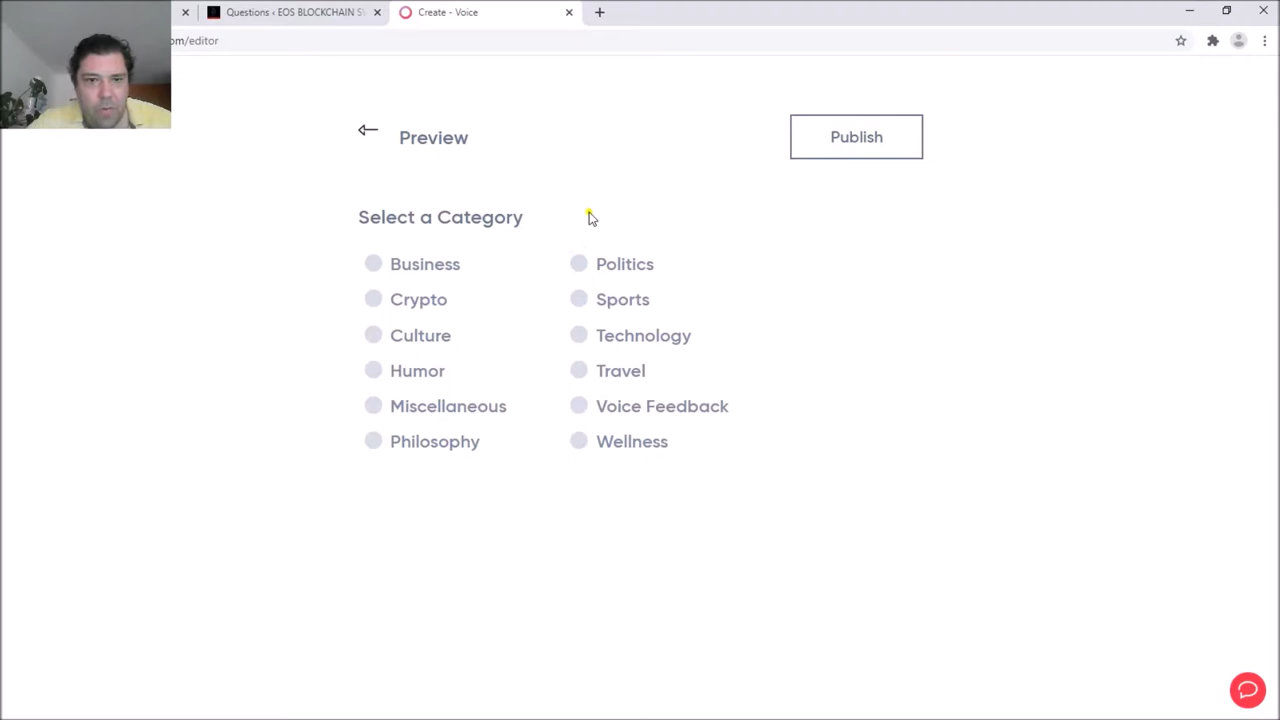 Questions ‹ EOS BLOCKCHAIN S
Create - Voice
om/editor
Preview
Publish
Select a Category
Business
Politics
Crypto
Sports
Culture
Technology
Humor
Travel
Miscellaneous
Voice Feedback
Philosophy
Wellness